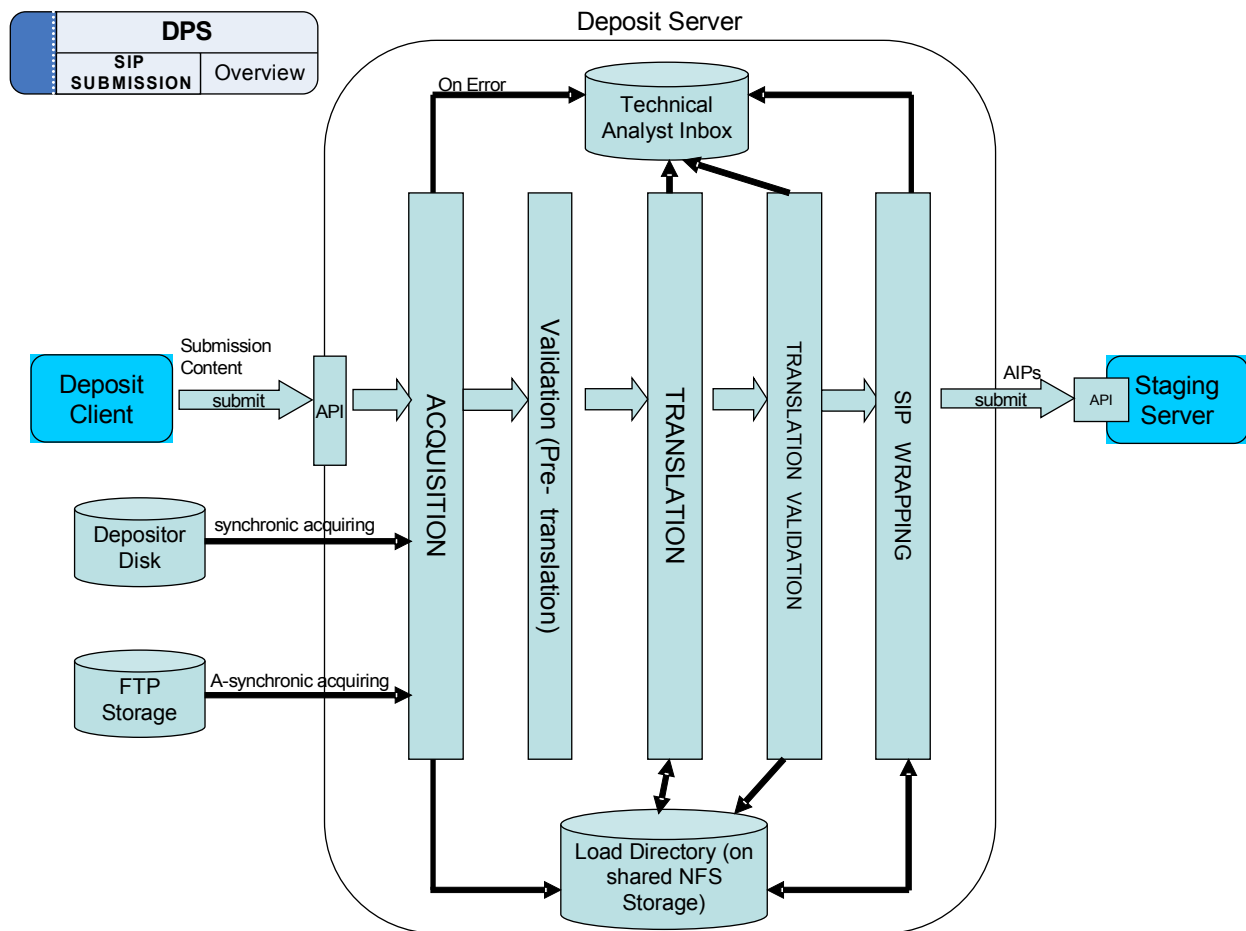 Deposit Server
DPS
SIP
SUBMISSION
Overview
On Error
Technical
Analyst Inbox
Submission
Content
submit
Deposit
Client
API
ACQUISITION
Validation (Pre- translation)
TRANSLATION
TRANSLATION VALIDATION
SIP WRAPPING
AIPs
submit
API
Staging
Server
Depositor
Disk
synchronic acquiring
FTP
Storage
A-synchronic acquiring
Load Directory (on
shared NFS
Storage)